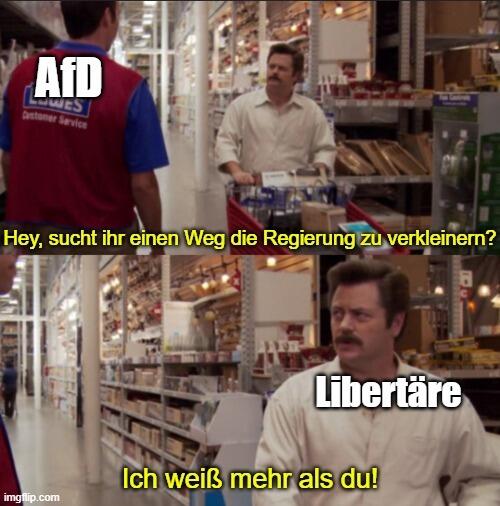 AfD
LOWES
Customer Service
Hey, sucht ihr einen Weg die Regierung zu verkleinern?
Libertäre
Ich weiß mehr als du!
imgflip.com